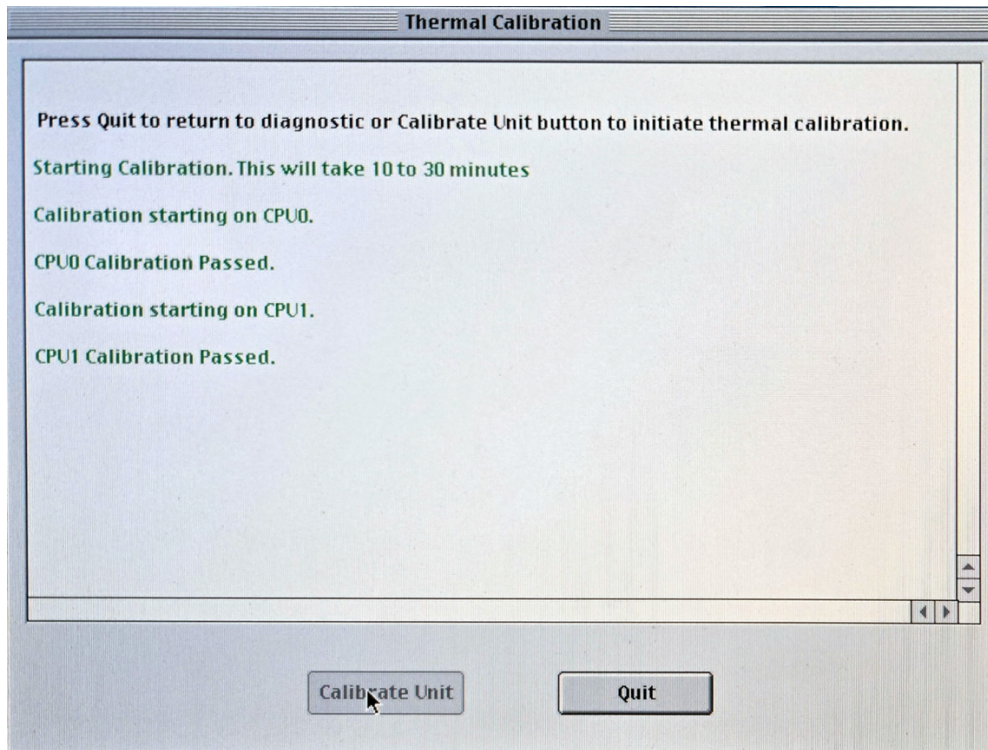 Thermal Calibration
Press Quit to return to diagnostic or Calibrate Unit button to initiate thermal calibration.
Starting Calibration. This will take 10 to 30 minutes
Calibration starting on CPU0.
CPU0 Calibration Passed.
Calibration starting on CPU1.
CPU1 Calibration Passed.
Calibrate Unit
Quit